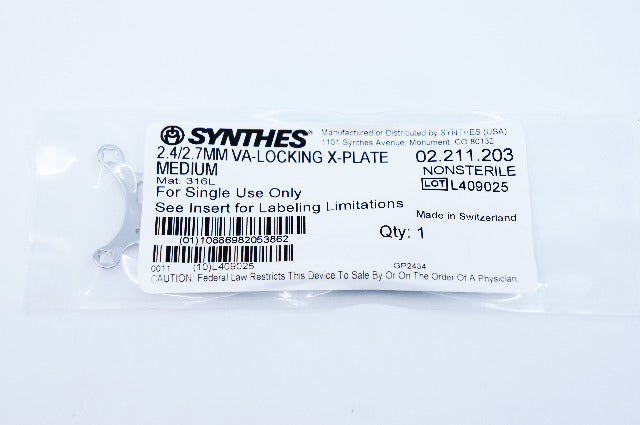 SYNTHES®
Manufactured or Distributed by SYNTHES (USA)
1101 Synthes Avenue, Monument, CO 80132
2.4/2.7MM VA-LOCKING X-PLATE
02.211.203
MEDIUM
NONSTERILE
Mat. 316L
LOT L409025
For Single Use Only
See Insert for Labeling Limitations
Made in Switzerland
(01)10886982053862
Qty: 1
0011
(10)L409025
GP2434
CAUTION: Federal Law Restricts This Device To Sale By Or On The Order Of A Physician.